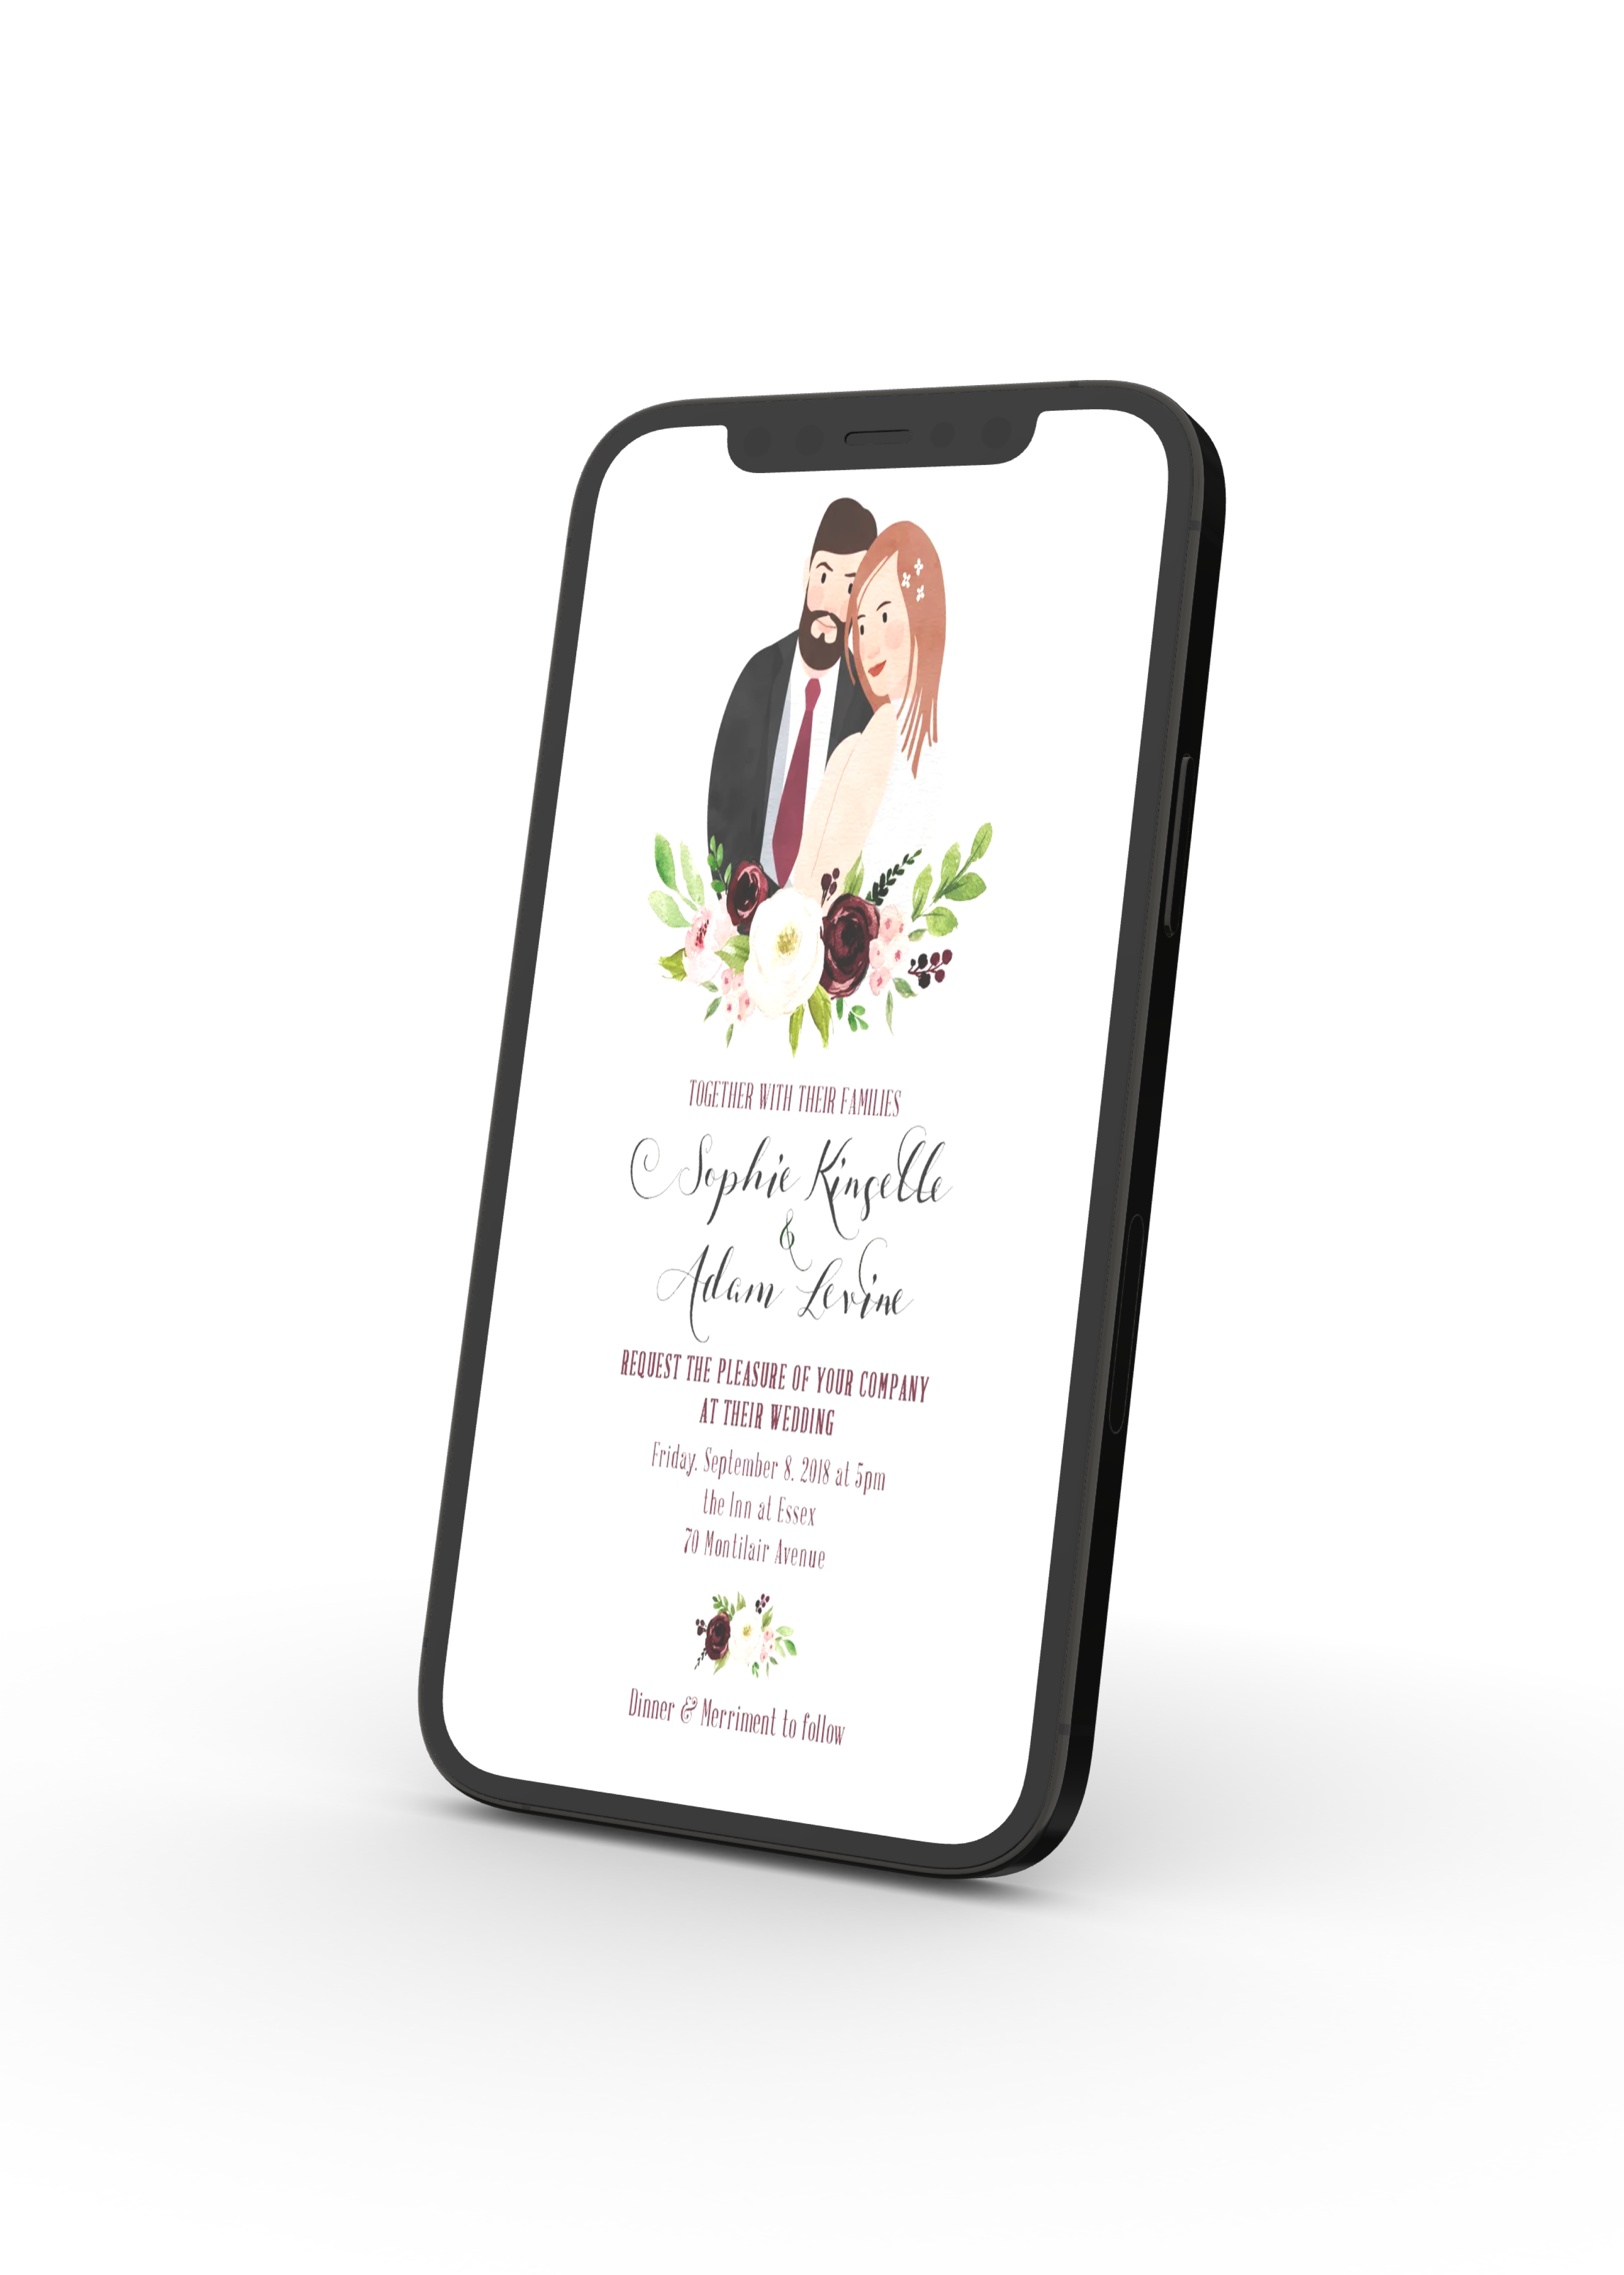 TOGETHER WITH THEIR FAMILIES
Sophie Kinselle
&
Adam Levine
REQUEST THE PLEASURE OF YOUR COMPANY
AT THEIR WEDDING
Friday, September 8, 2018 at 5pm
the Inn at Essex
70 Montilair Avenue
Dinner & Merriment to follow